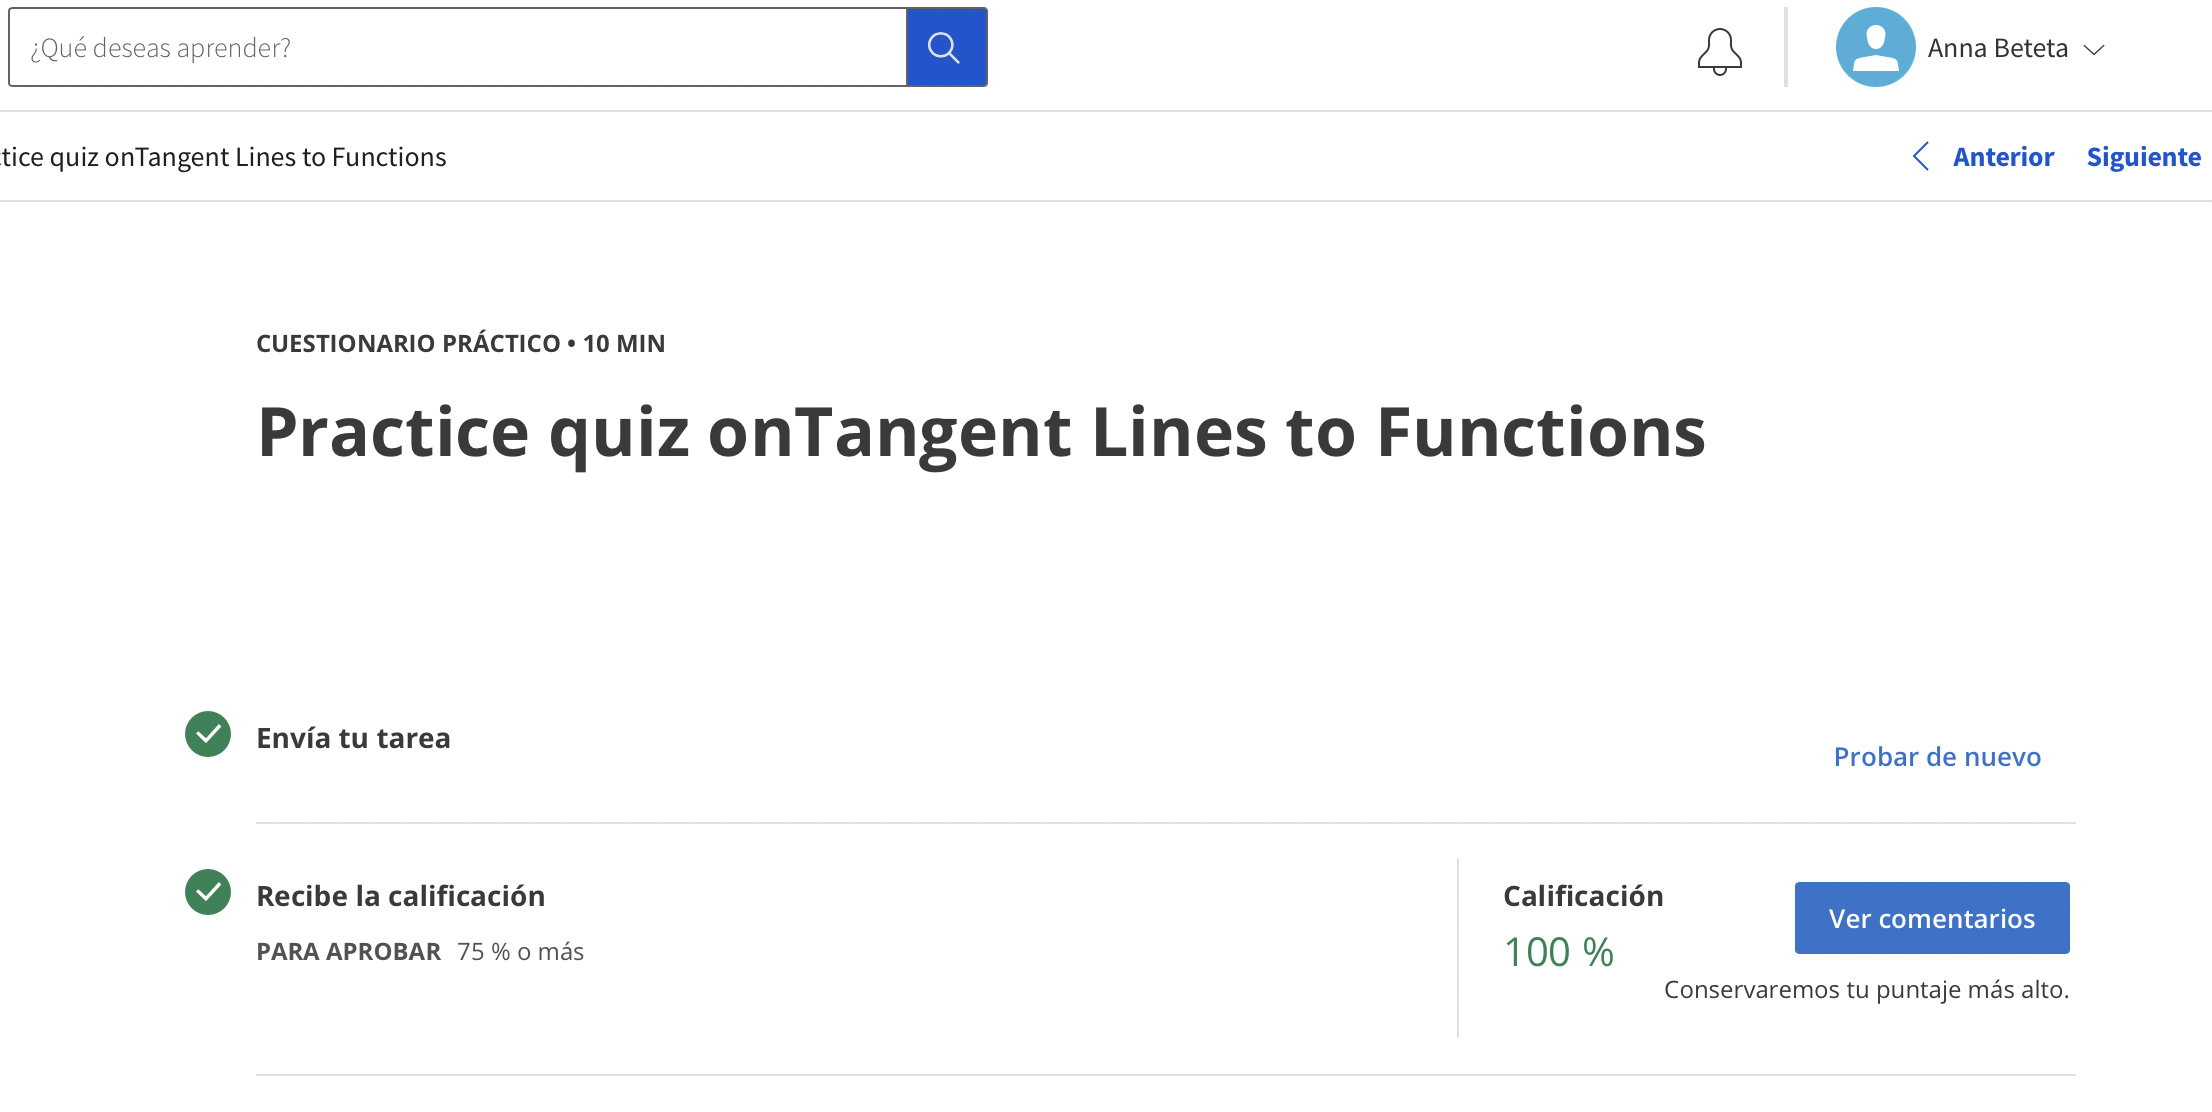 ¿Qué deseas aprender?
Anna Beteta
tice quiz onTangent Lines to Functions
Anterior
Siguiente
CUESTIONARIO PRÁCTICO • 10 MIN
Practice quiz onTangent Lines to Functions
Envía tu tarea
Probar de nuevo
Recibe la calificación
PARA APROBAR 75 % o más
Calificación
100 %
Ver comentarios
Conservaremos tu puntaje más alto.